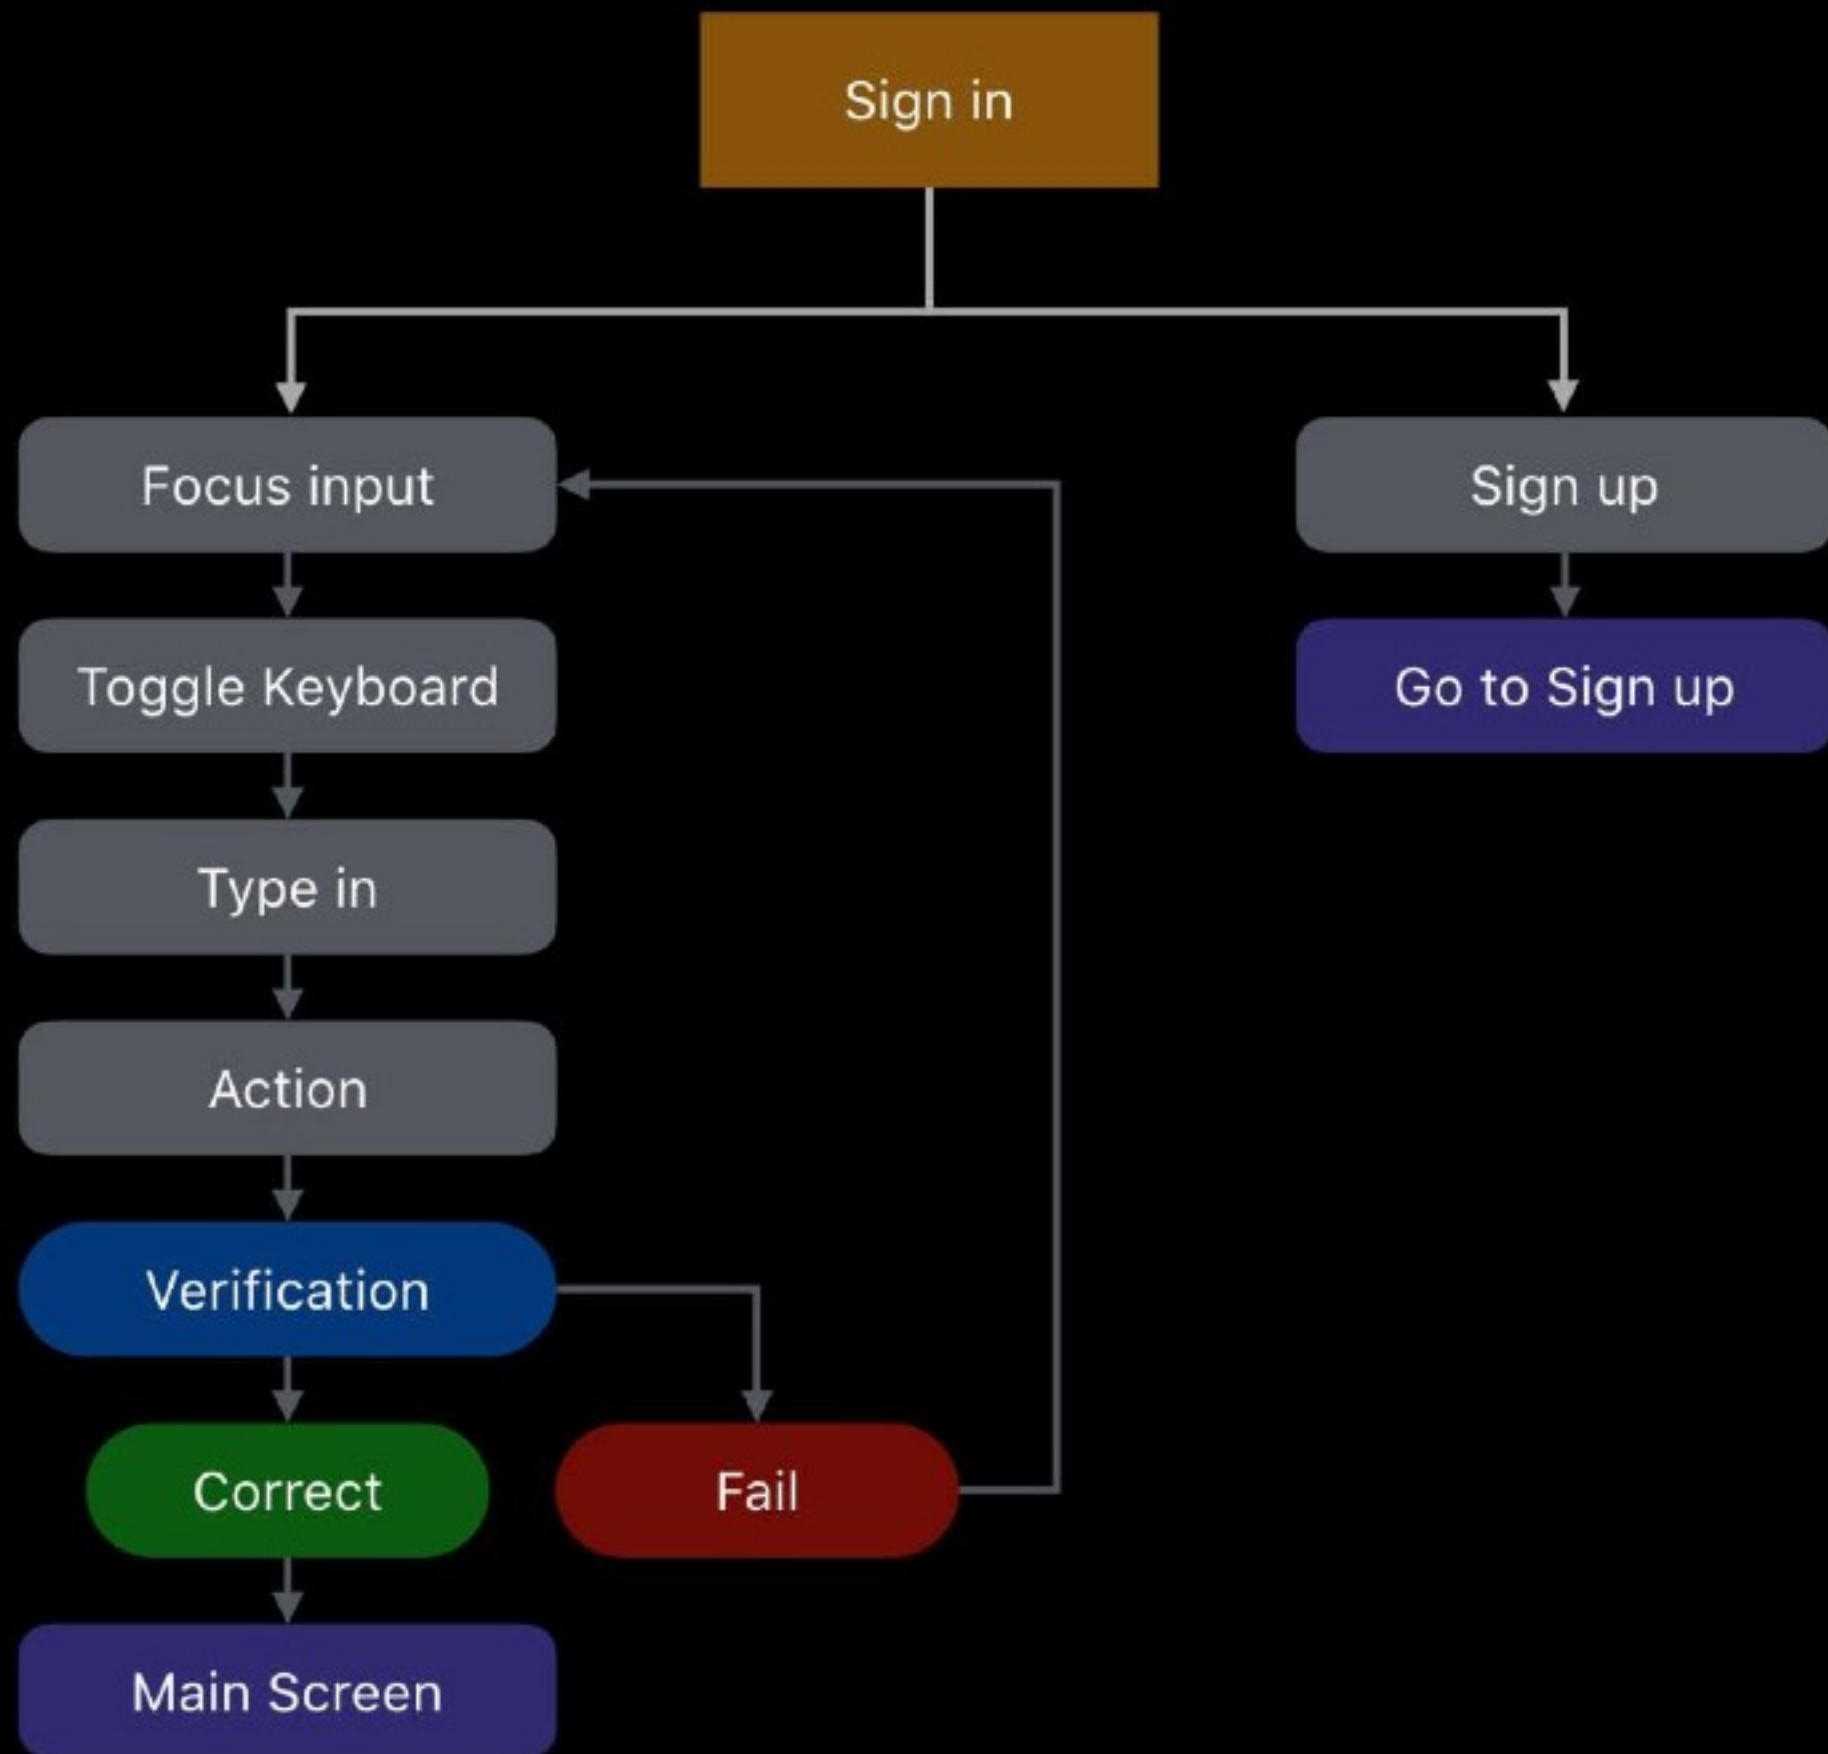 Sign in
Focus input
Sign up
Toggle Keyboard
Go to Sign up
Type in
Action
Verification
Correct
Fail
Main Screen